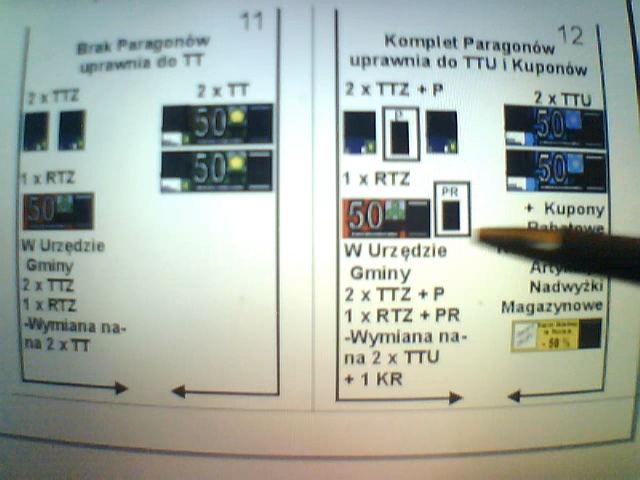 11
Brak Paragonów
uprawnia do TT
2 x TTZ
2 x TT
50
50
1 x RTZ
50
W Urzędzie
Gminy
2 x TTZ
1 x RTZ
-Wymiana na-
na 2 x TT
12
Komplet Paragonów
uprawnia do TTU i Kuponów
2 x TTZ + P
2 x TTU
P
50
50
1 x RTZ
PR
50
+ Kupony
Rabatowe
W Urzędzie
Gminy
2 x TTZ + P
1 x RTZ + PR
-Wymiana na-
na 2 x TTU
+ 1 KR
Nadwyżki
Magazynowe
- 50 %